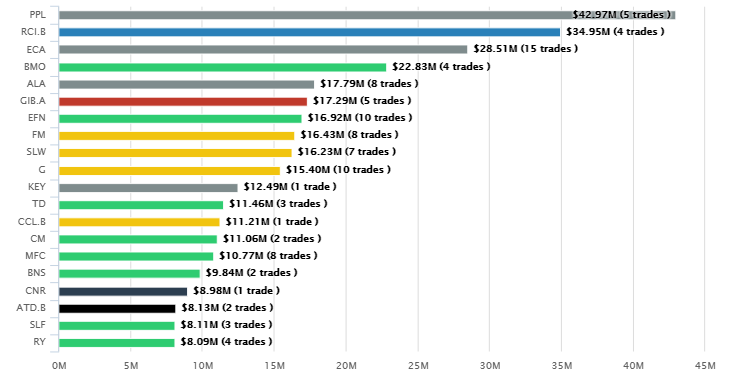 PPL $42.97M (5 trades )
RCI.B $34.95M (4 trades )
ECA $28.51M (15 trades )
BMO $22.83M (4 trades )
ALA $17.79M (8 trades )
GIB.A $17.29M (5 trades )
EFN $16.92M (10 trades )
FM $16.43M (8 trades )
SLW $16.23M (7 trades )
G $15.40M (10 trades )
KEY $12.49M (1 trade )
TD $11.46M (3 trades )
CCL.B $11.21M (1 trade )
CM $11.06M (2 trades )
MFC $10.77M (8 trades )
BNS $9.84M (2 trades )
CNR $8.98M (1 trade )
ATD.B $8.13M (2 trades )
SLF $8.11M (3 trades )
RY $8.09M (4 trades )
0M 5M 10M 15M 20M 25M 30M 35M 40M 45M